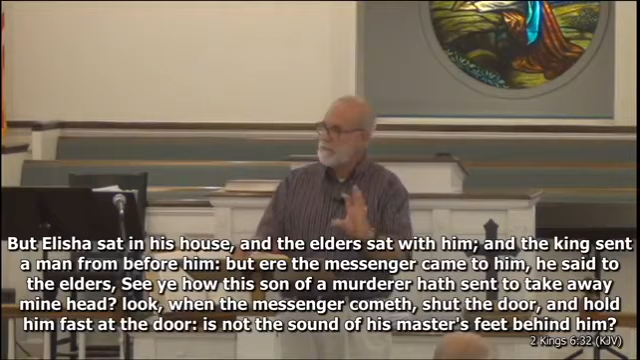 But Elisha sat in his house, and the elders sat with him; and the king sent
a man from before him: but ere the messenger came to him, he said to
the elders, See ye how this son of a murderer hath sent to take away
mine head? look, when the messenger cometh, shut the door, and hold
him fast at the door: is not the sound of his master's feet behind him?
2 Kings 6:32 (KJV)